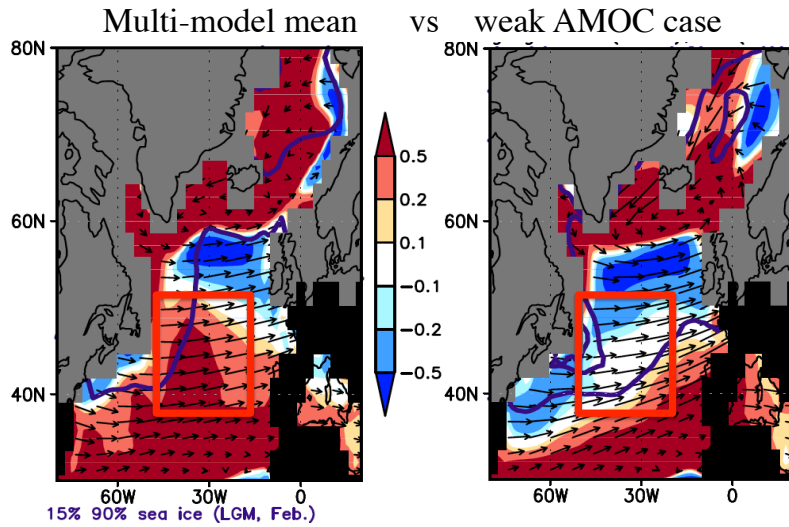 Multi-model mean vs weak AMOC case
80N
60N
40N
60W 30W 0
0.5
0.2
0.1
−0.1
−0.2
−0.5
80N
60N
40N
60W 30W 0
15% 90% sea ice (LGM, Feb.)